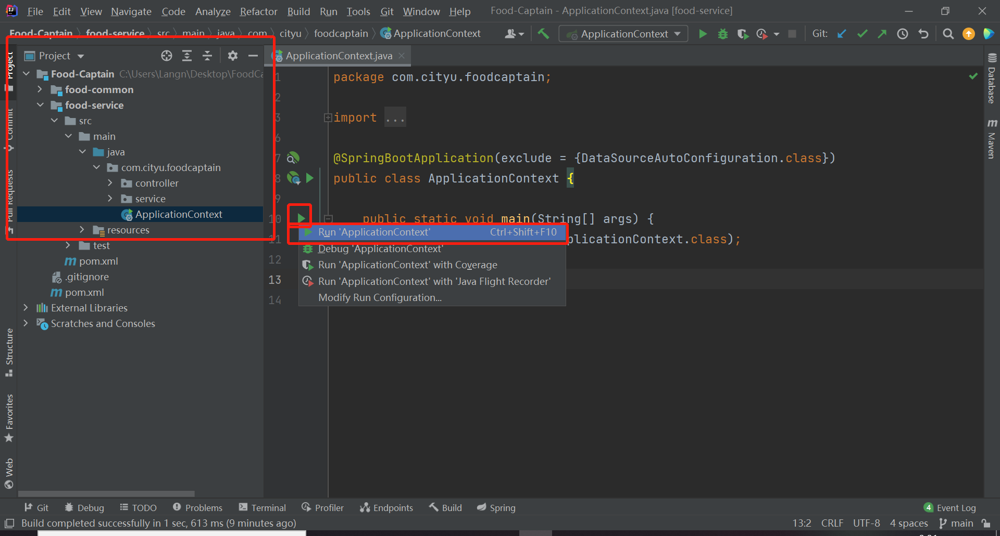 File Edit View Navigate Code Analyze Refactor Build Run Tools Git Window Help Food-Captain - ApplicationContext.java [food-service]
Food-Captain food-service src main java com cityu foodcaptain ApplicationContext ApplicationContext Git:
Project
ApplicationContext.java
Project
Commit
Pull Requests
Structure
Favorites
Web
Food-Captain C:\Users\Langn\Desktop\FoodCa
food-common
food-service
src
main
java
com.cityu.foodcaptain
controller
service
ApplicationContext
resources
test
pom.xml
.gitignore
pom.xml
External Libraries
Scratches and Consoles
1 package com.cityu.foodcaptain;
2
3 import ...
6
7 @SpringBootApplication(exclude = {DataSourceAutoConfiguration.class})
8 public class ApplicationContext {
9
10 public static void main(String[] args) {
11 plicationContext.class);
12
13
14
Run 'ApplicationContext' Ctrl+Shift+F10
Debug 'ApplicationContext'
Run 'ApplicationContext' with Coverage
Run 'ApplicationContext' with 'Java Flight Recorder'
Modify Run Configuration...
Database
m Maven
Git Debug TODO Problems Terminal Profiler Endpoints Build Spring 4 Event Log
Build completed successfully in 1 sec, 613 ms (9 minutes ago) 13:2 CRLF UTF-8 4 spaces main